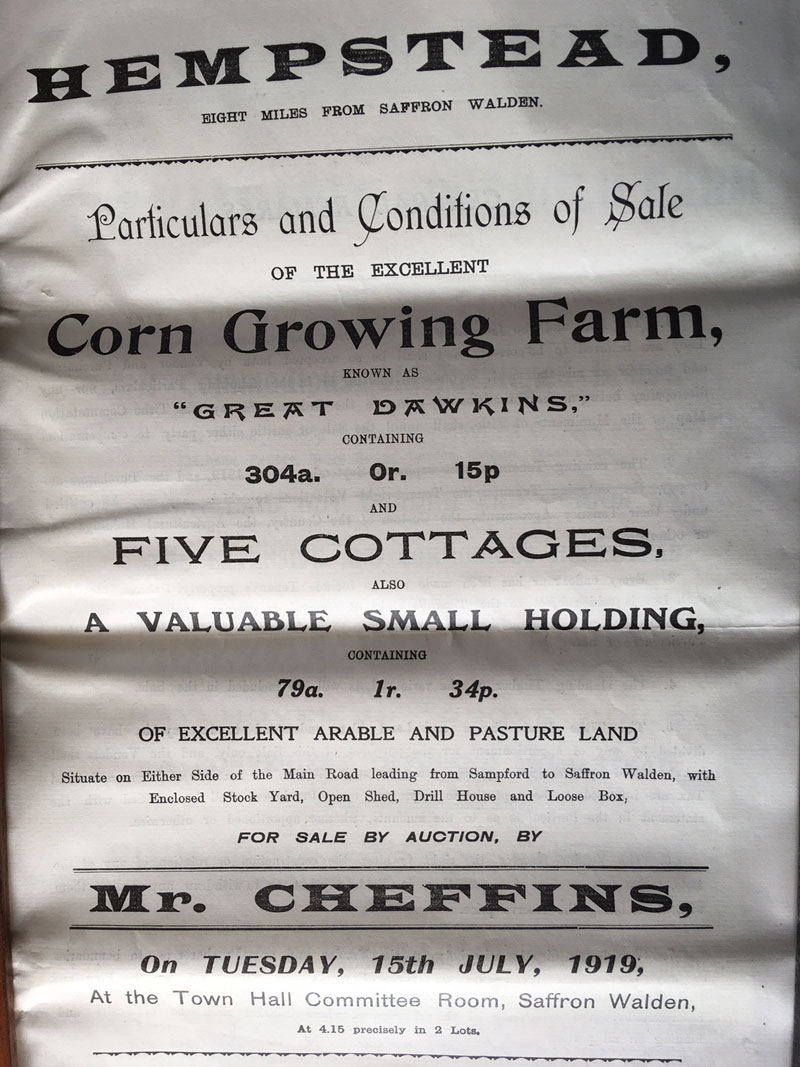 HEMPSTEAD,
EIGHT MILES FROM SAFFRON WALDEN.
Particulars and Conditions of Sale
OF THE EXCELLENT
Corn Growing Farm,
KNOWN AS
“GREAT DAWKINS,”
CONTAINING
304a. 0r. 15p
AND
FIVE COTTAGES,
ALSO
A VALUABLE SMALL HOLDING,
CONTAINING
79a. 1r. 34p.
OF EXCELLENT ARABLE AND PASTURE LAND
Situate on Either Side of the Main Road leading from Sampford to Saffron Walden, with
Enclosed Stock Yard, Open Shed, Drill House and Loose Box,
FOR SALE BY AUCTION, BY
Mr. CHEFFINS,
On TUESDAY, 15th JULY, 1919,
At the Town Hall Committee Room, Saffron Walden,
At 4.15 precisely in 2 Lots.